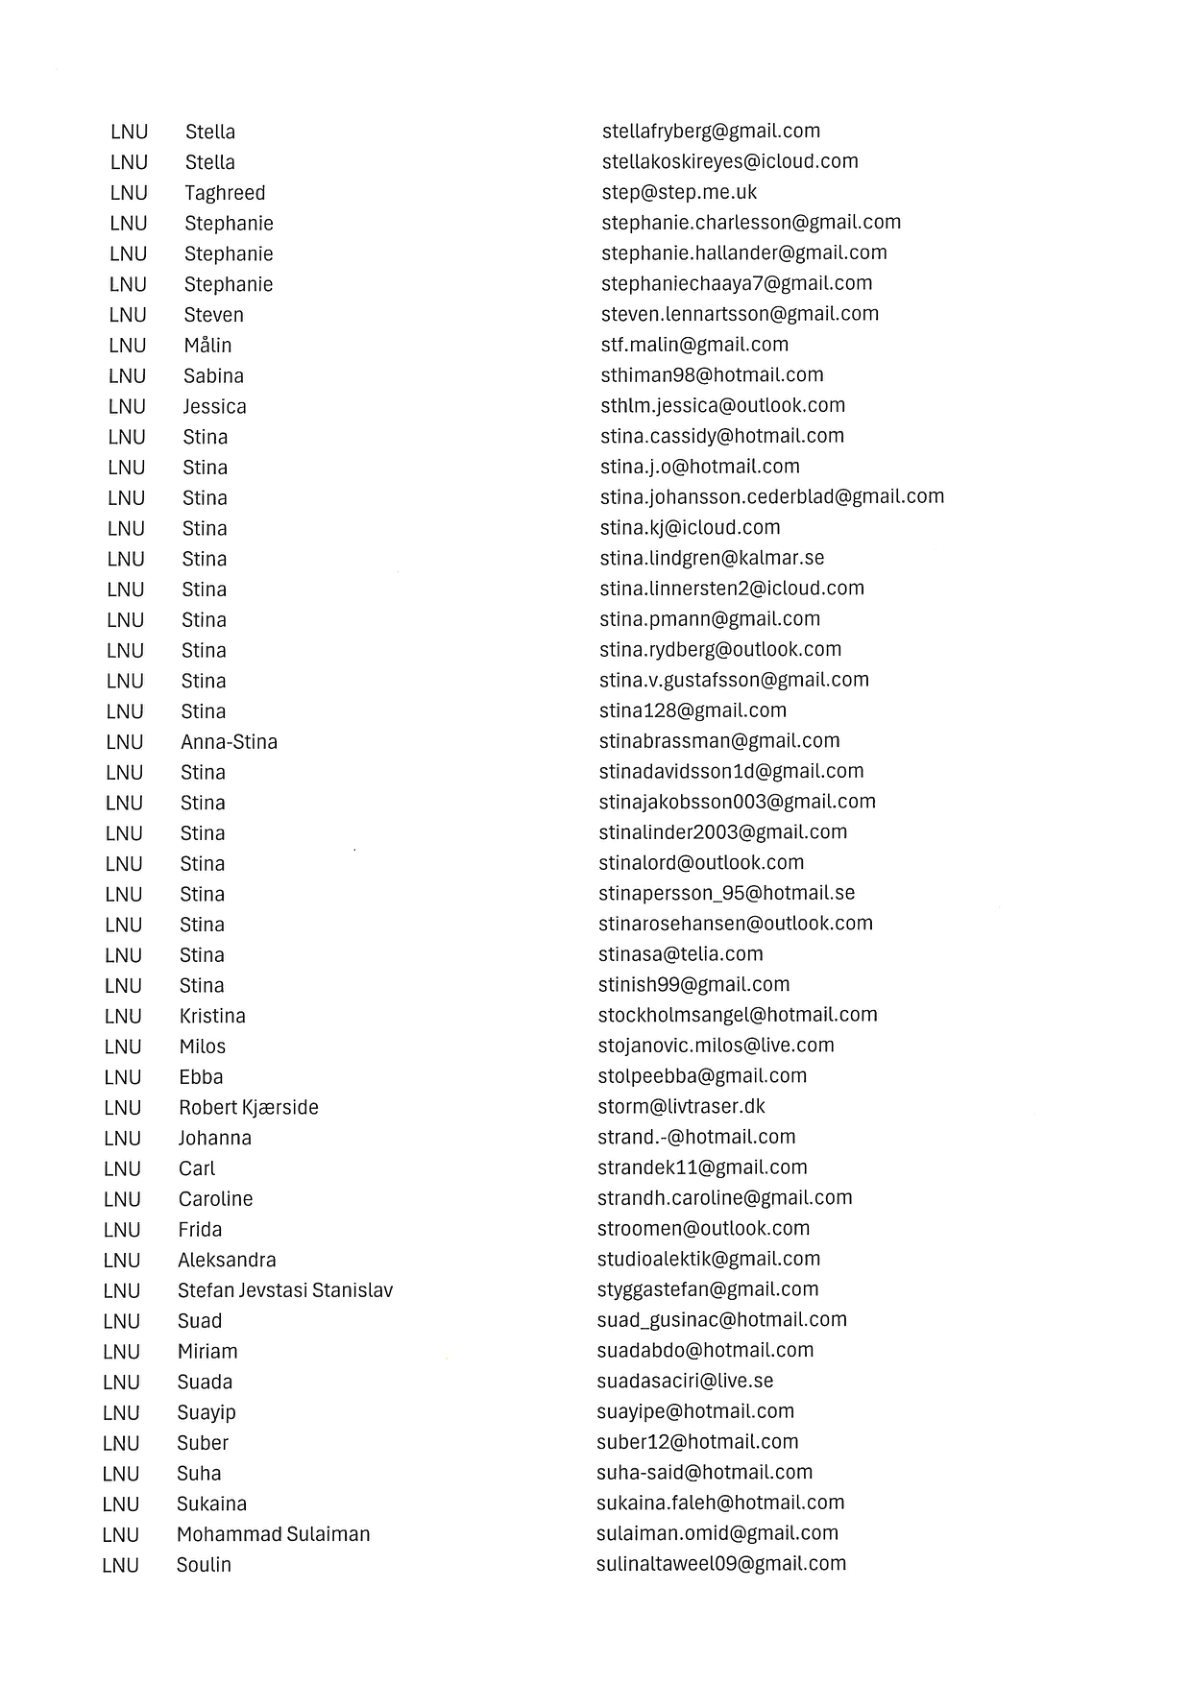 LNU Stella stellafryberg@gmail.com
LNU Stella stellakoskireyes@icloud.com
LNU Taghreed step@step.me.uk
LNU Stephanie stephanie.charlesson@gmail.com
LNU Stephanie stephanie.hallander@gmail.com
LNU Stephanie stephaniechaaya7@gmail.com
LNU Steven steven.lennartsson@gmail.com
LNU Målin stf.malin@gmail.com
LNU Sabina sthiman98@hotmail.com
LNU Jessica sthlm.jessica@outlook.com
LNU Stina stina.cassidy@hotmail.com
LNU Stina stina.j.o@hotmail.com
LNU Stina stina.johansson.cederblad@gmail.com
LNU Stina stina.kj@icloud.com
LNU Stina stina.lindgren@kalmar.se
LNU Stina stina.linnersten2@icloud.com
LNU Stina stina.pmann@gmail.com
LNU Stina stina.rydberg@outlook.com
LNU Stina stina.v.gustafsson@gmail.com
LNU Stina stina128@gmail.com
LNU Anna-Stina stinabrassman@gmail.com
LNU Stina stinadavidsson1d@gmail.com
LNU Stina stinajakobsson003@gmail.com
LNU Stina stinalinder2003@gmail.com
LNU Stina stinalord@outlook.com
LNU Stina stinapersson_95@hotmail.se
LNU Stina stinarosehansen@outlook.com
LNU Stina stinasa@telia.com
LNU Stina stinish99@gmail.com
LNU Kristina stockholmsangel@hotmail.com
LNU Milos stojanovic.milos@live.com
LNU Ebba stolpeebba@gmail.com
LNU Robert Kjærside storm@livtraser.dk
LNU Johanna strand.-@hotmail.com
LNU Carl strandek11@gmail.com
LNU Caroline strandh.caroline@gmail.com
LNU Frida stroomen@outlook.com
LNU Aleksandra studioalektik@gmail.com
LNU Stefan Jevstasi Stanislav styggastefan@gmail.com
LNU Suad suad_gusinac@hotmail.com
LNU Miriam suadabdo@hotmail.com
LNU Suada suadasaciri@live.se
LNU Suayip suayipe@hotmail.com
LNU Suber suber12@hotmail.com
LNU Suha suha-said@hotmail.com
LNU Sukaina sukaina.faleh@hotmail.com
LNU Mohammad Sulaiman sulaiman.omid@gmail.com
LNU Soulin sulinaltaweel09@gmail.com